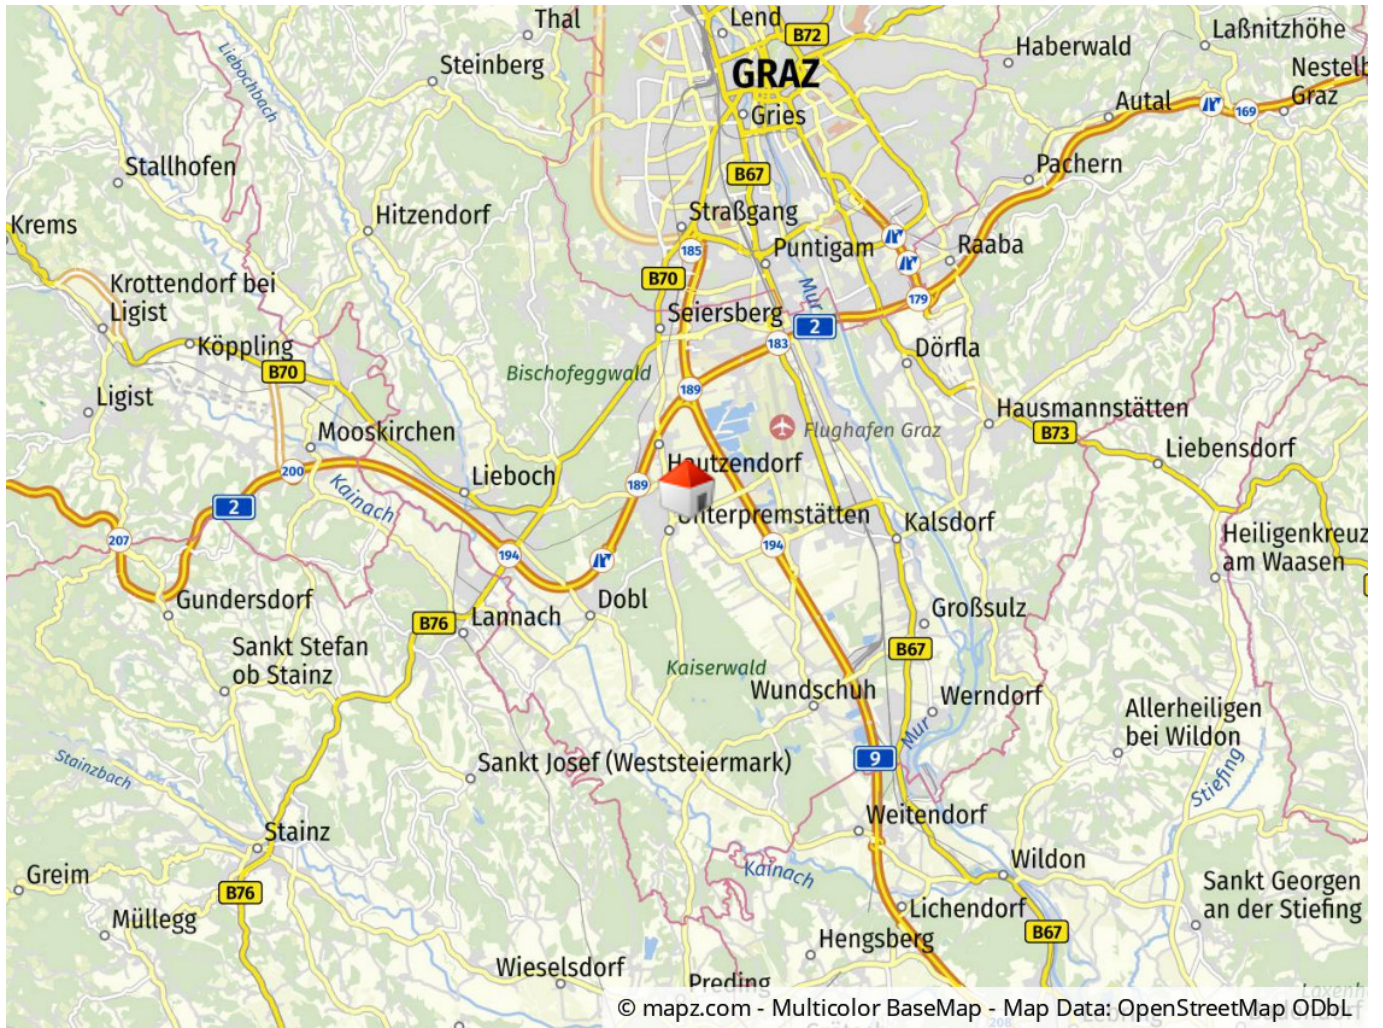 Thal
Lend
B72
Laßnitzhöhe
Haberwald
Steinberg
GRAZ
Nestelb
Graz
Liebochbach
Autal
169
Gries
Stallhofen
B67
Pachern
Krems
Hitzendorf
Straßgang
Puntigam
Raaba
185
B70
Krottendorf bei
Ligist
Mur
179
Seiersberg
2
183
Köppling
B70
Dörfla
Bischofeggwald
189
Ligist
Hausmannstätten
Flughafen Graz
B73
Mooskirchen
Liebensdorf
200
Lieboch
Hautzendorf
189
Kainach
2
Unterpremstätten
Kalsdorf
207
194
194
Heiligenkreuz
am Waasen
Gundersdorf
Dobl
Großsulz
B76
Lannach
Sankt Stefan
ob Stainz
B67
Kaiserwald
Wundschuh
Werndorf
Allerheiligen
bei Wildon
Mur
Stainzbach
Sankt Josef (Weststeiermark)
9
Stiefing
Weitendorf
Stainz
Wildon
Greim
Kainach
Sankt Georgen
an der Stiefing
B76
Müllegg
Lichendorf
Hengsberg
B67
Wieselsdorf
Preding
© mapz.com - Multicolor BaseMap - Map Data: OpenStreetMap ODbL
208